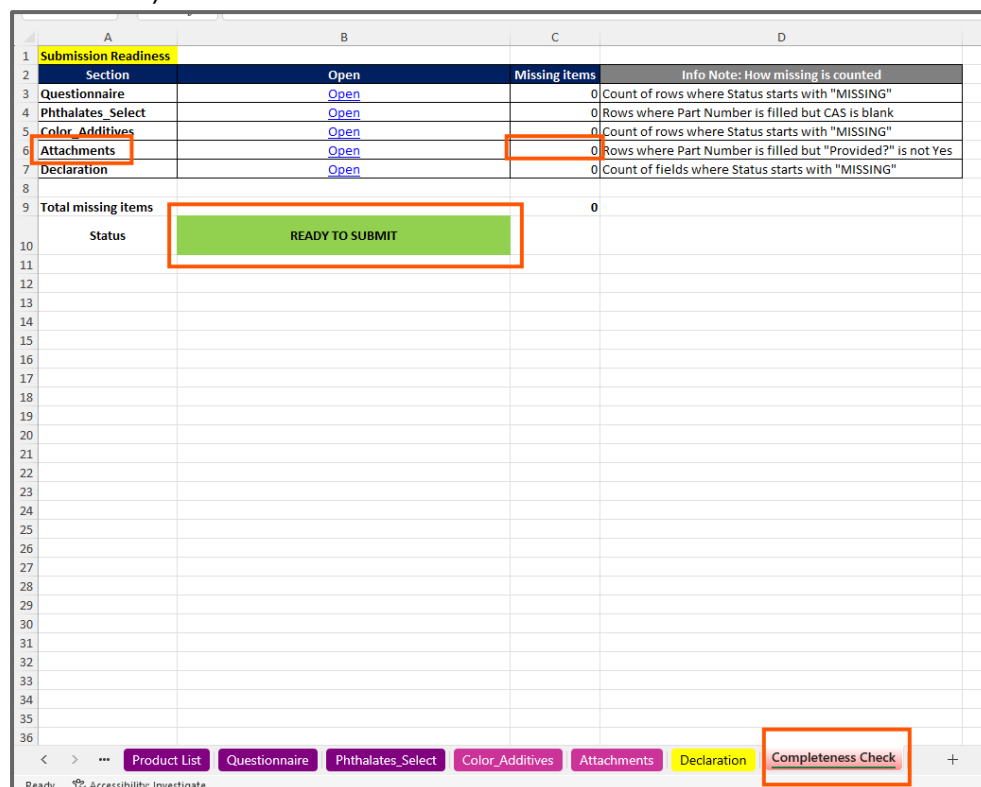 A B C D
1 Submission Readiness
2 Section Open Missing items Info Note: How missing is counted
3 Questionnaire Open 0 Count of rows where Status starts with "MISSING"
4 Phthalates_Select Open 0 Rows where Part Number is filled but CAS is blank
5 Color_Additives Open 0 Count of rows where Status starts with "MISSING"
6 Attachments Open 0 Rows where Part Number is filled but "Provided?" is not Yes
7 Declaration Open 0 Count of fields where Status starts with "MISSING"
8
9 Total missing items 0
10 Status READY TO SUBMIT
11
12
13
14
15
16
17
18
19
20
21
22
23
24
25
26
27
28
29
30
31
32
33
34
35
36
Product List Questionnaire Phthalates_Select Color_Additives Attachments Declaration Completeness Check
Ready Accessibility: Investigate